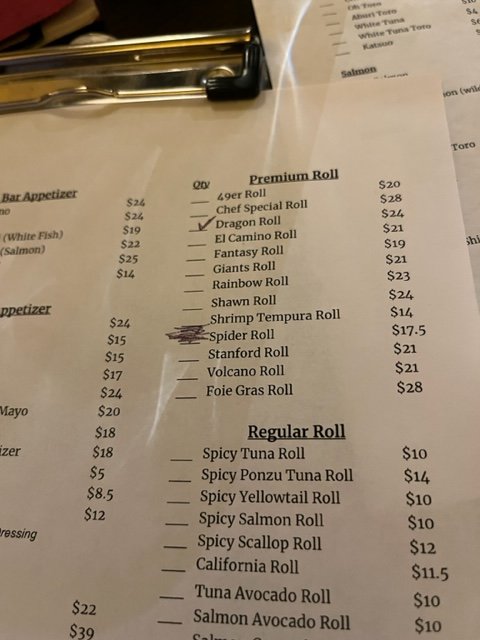 Oh Toro
Aburi Toro
White Tuna
White Tuna Toro
Katsuo
$4
Salmon
Toro
Bar Appetizer
$24
$24
(White Fish) $19
(Salmon) $22
$25
$14
ppetizer
$24
$15
$15
$17
$24
Mayo $20
$18
izer $18
$5
$8.5
$12
ressing
$22
$39
Qty Premium Roll
49er Roll $20
Chef Special Roll $28
Dragon Roll $24
El Camino Roll $21
Fantasy Roll $19
Giants Roll $21
Rainbow Roll $23
Shawn Roll $24
Shrimp Tempura Roll $14
Spider Roll $17.5
Stanford Roll $21
Volcano Roll $21
Foie Gras Roll $28
Regular Roll
Spicy Tuna Roll $10
Spicy Ponzu Tuna Roll $14
Spicy Yellowtail Roll $10
Spicy Salmon Roll $10
Spicy Scallop Roll $12
California Roll $11.5
Tuna Avocado Roll $10
Salmon Avocado Roll $10